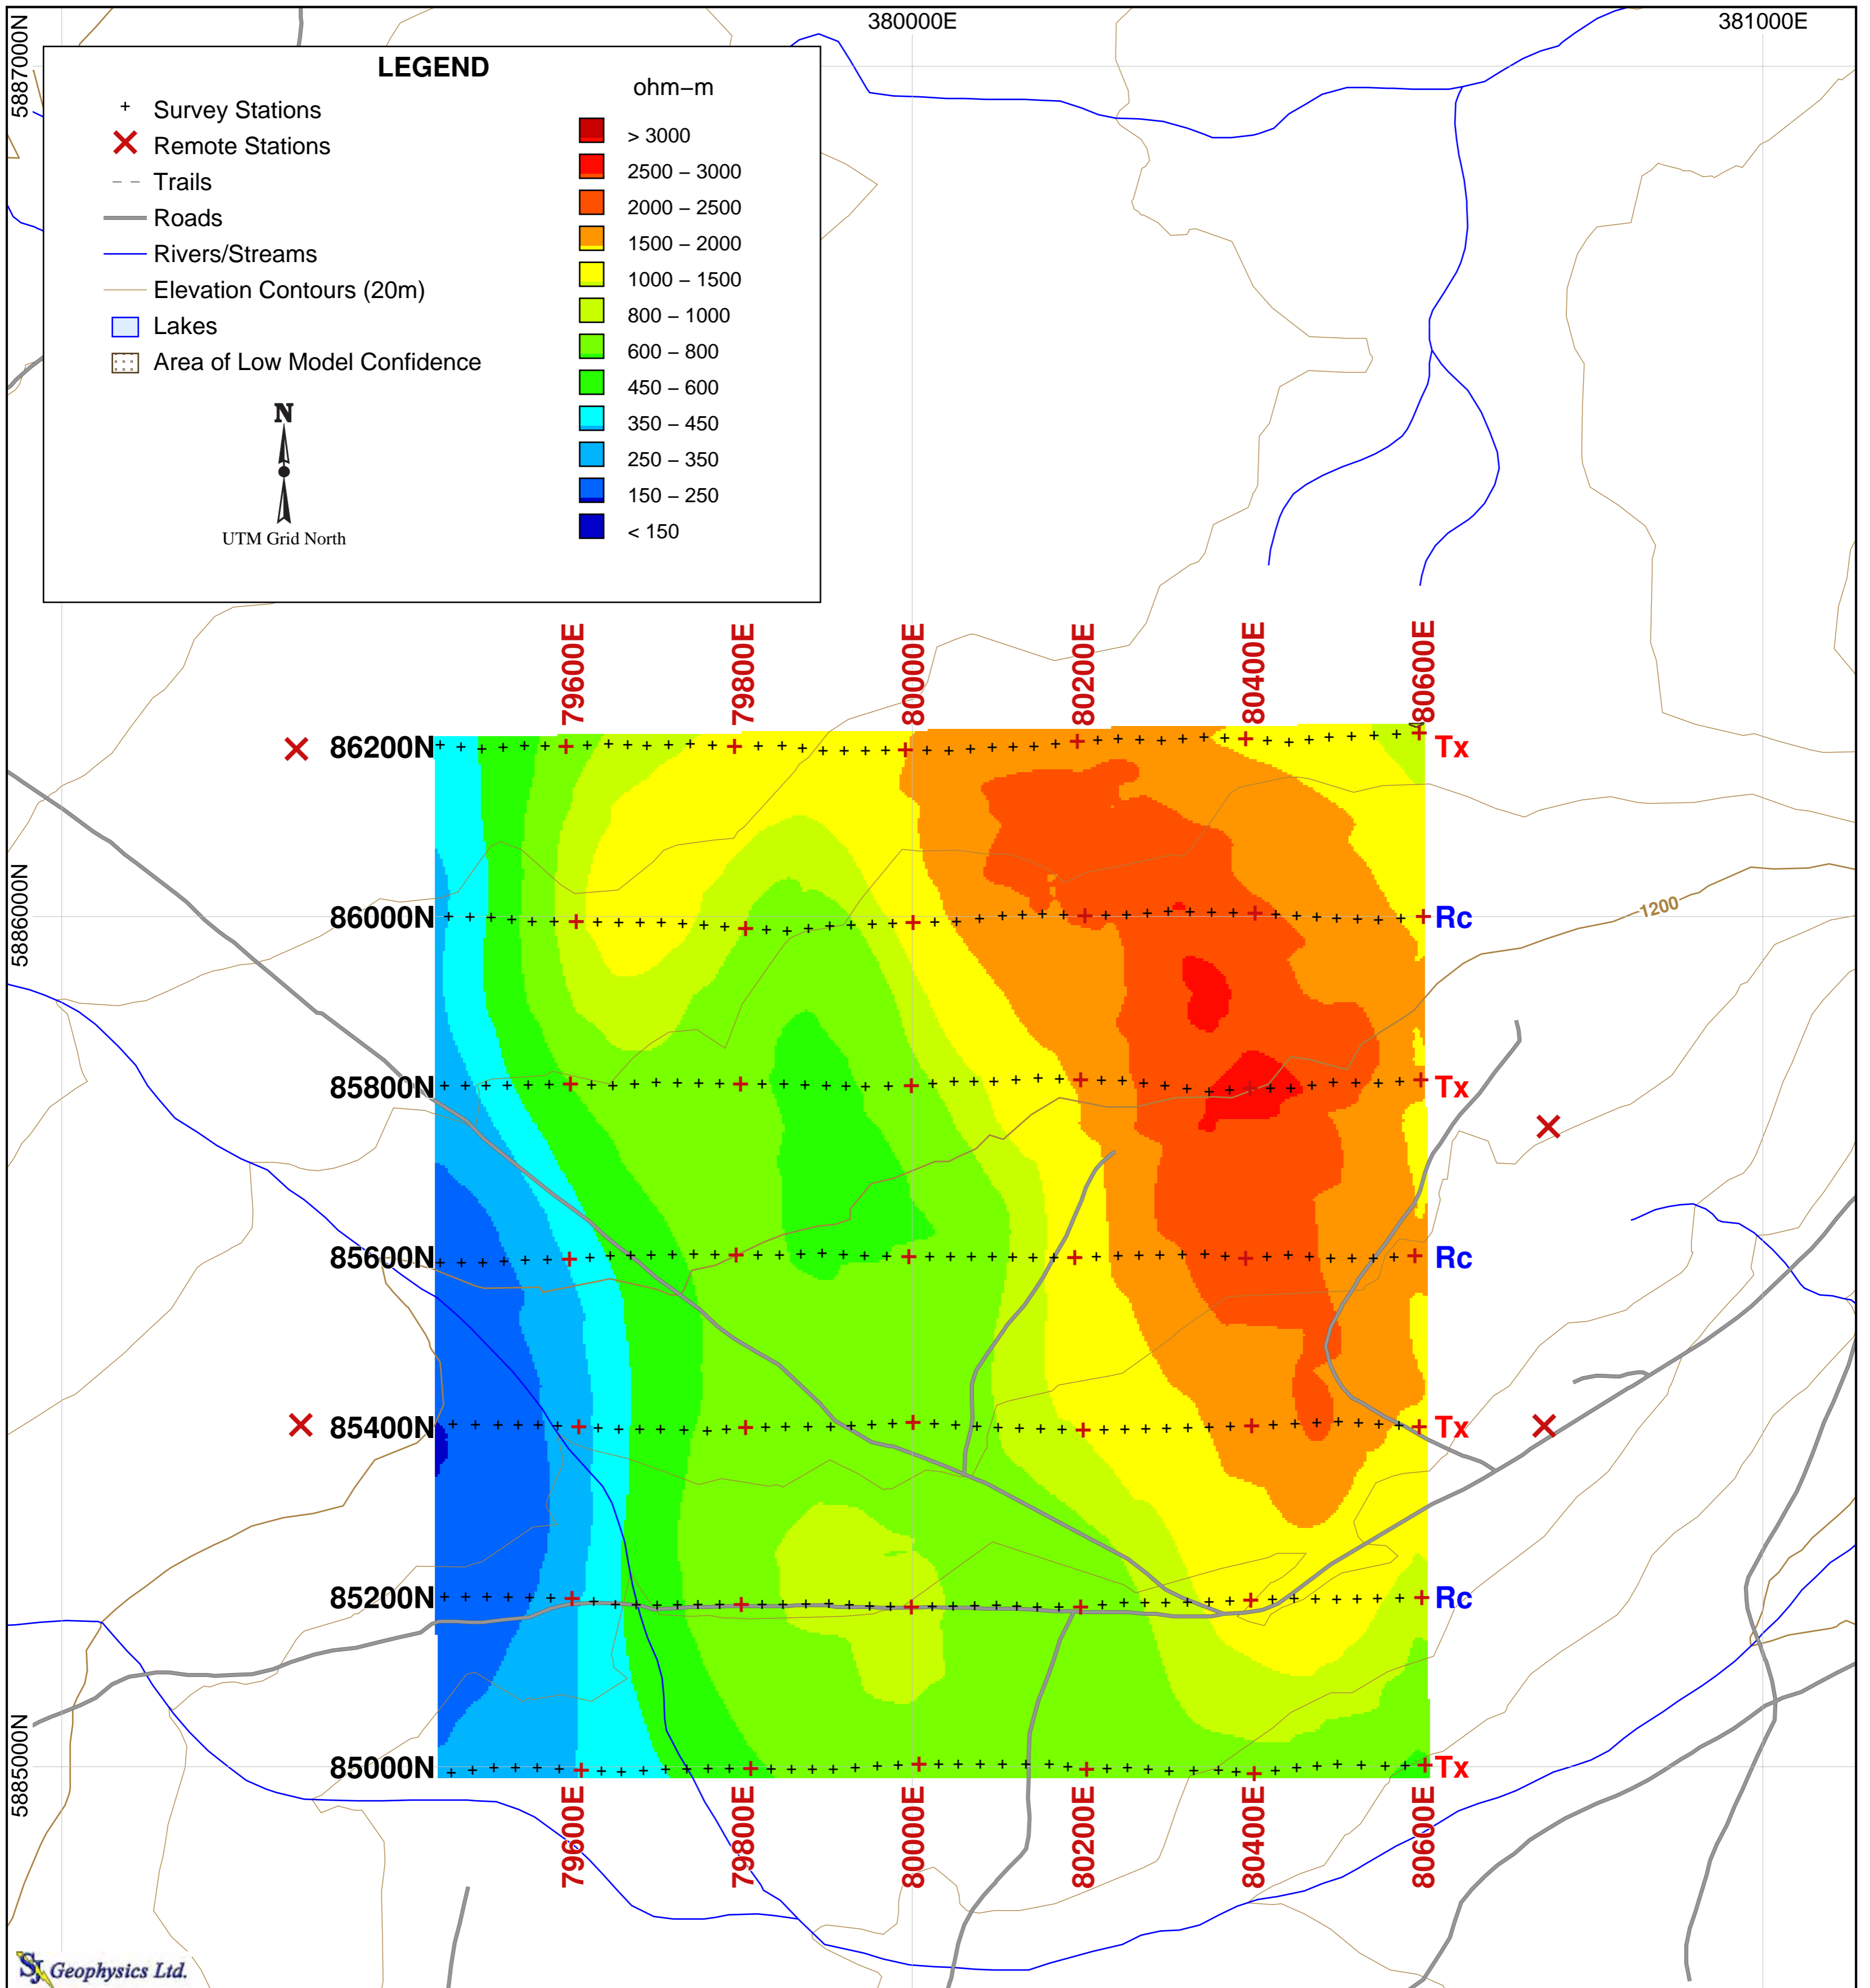 380000E
381000E
5887000N
LEGEND
ohm−m
Survey Stations
Remote Stations
Trails
Roads
Rivers/Streams
Elevation Contours (20m)
Lakes
Area of Low Model Confidence
> 3000
2500 − 3000
2000 − 2500
1500 − 2000
1000 − 1500
800 − 1000
600 − 800
450 − 600
350 − 450
250 − 350
150 − 250
< 150
N
UTM Grid North
79600E
79800E
80000E
80200E
80400E
80600E
86200N
Tx
5886000N
86000N
Rc
1200
85800N
Tx
85600N
Rc
85400N
Tx
85200N
Rc
5885000N
85000N
Tx
79600E
79800E
80000E
80200E
80400E
80600E
SJ Geophysics Ltd.